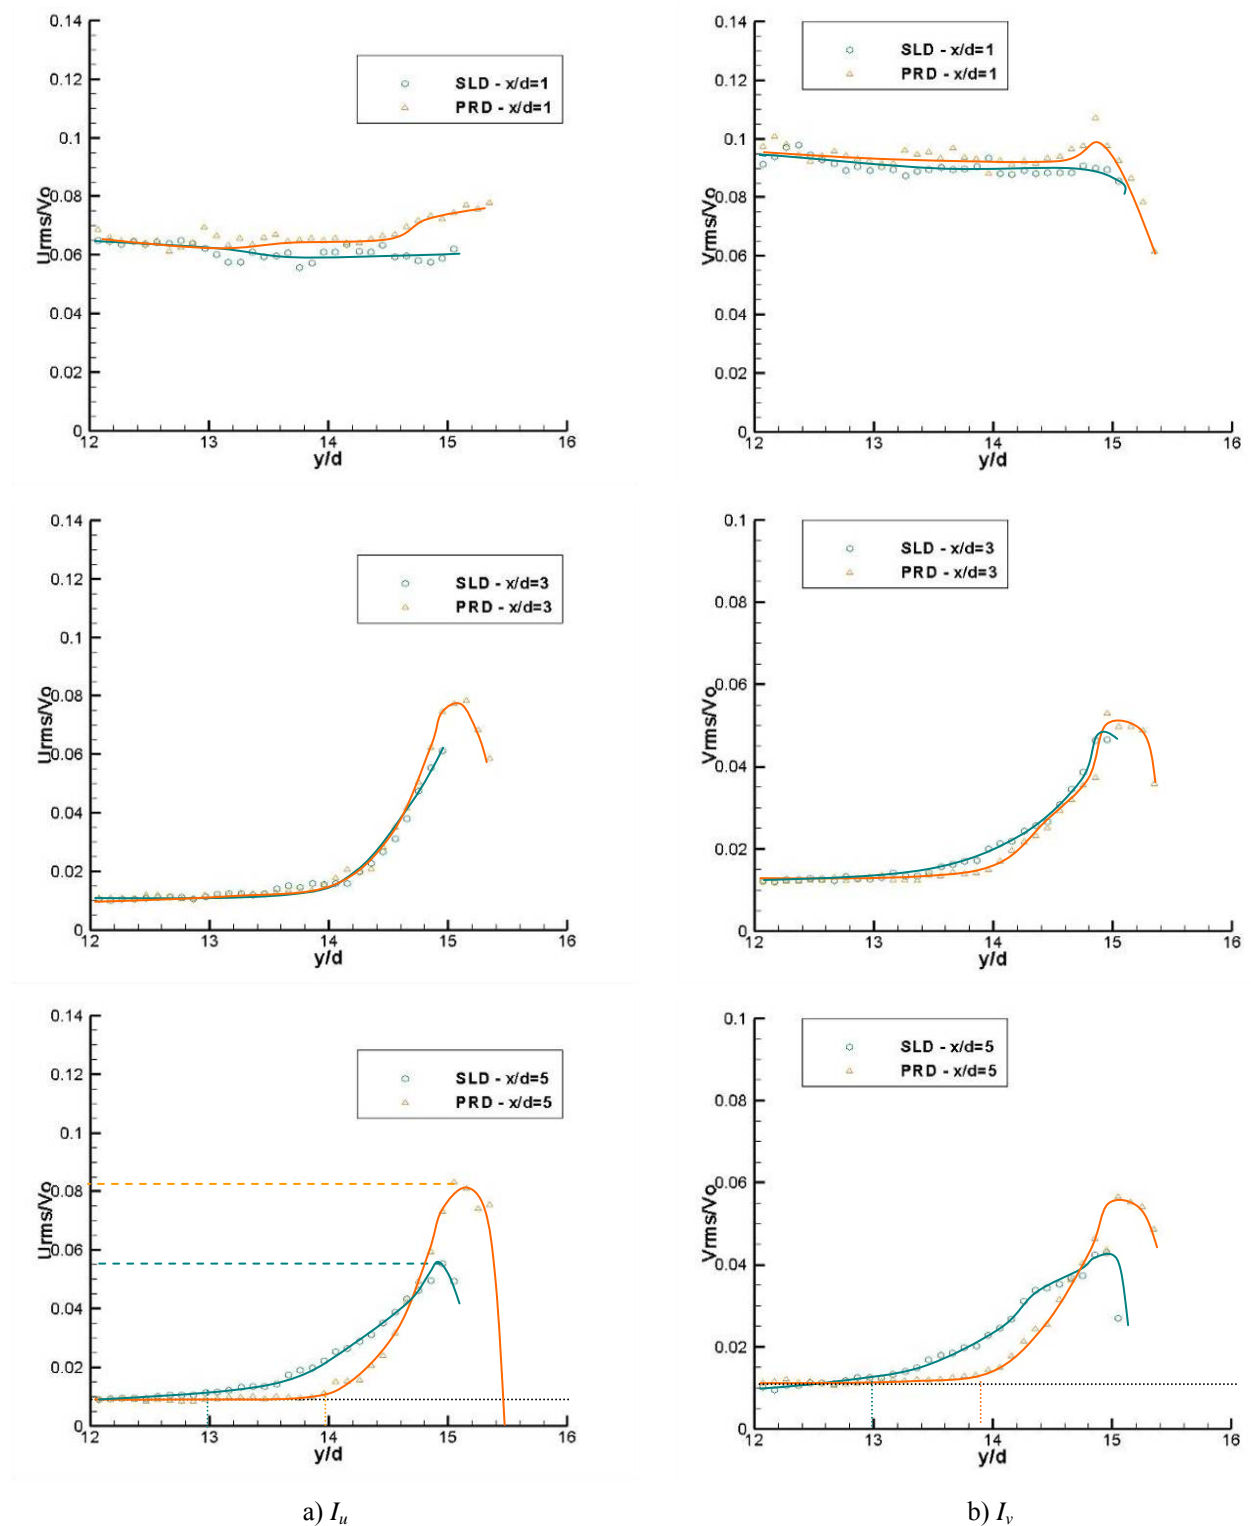 0.14
0.12
0.1
0.08
0.06
0.04
0.02
0
Urms/Vo
SLD - x/d=1
PRD - x/d=1
12 13 14 15 16
y/d
0.14
0.12
0.1
0.08
0.06
0.04
0.02
0
Vrms/Vo
SLD - x/d=1
PRD - x/d=1
12 13 14 15 16
y/d
0.14
0.12
0.1
0.08
0.06
0.04
0.02
0
Urms/Vo
SLD - x/d=3
PRD - x/d=3
12 13 14 15 16
y/d
0.1
0.08
0.06
0.04
0.02
0
Vrms/Vo
SLD - x/d=3
PRD - x/d=3
12 13 14 15 16
y/d
0.14
0.12
0.1
0.08
0.06
0.04
0.02
0
Urms/Vo
SLD - x/d=5
PRD - x/d=5
12 13 14 15 16
y/d
0.1
0.08
0.06
0.04
0.02
0
Vrms/Vo
SLD - x/d=5
PRD - x/d=5
12 13 14 15 16
y/d
a) Iu
b) Iv